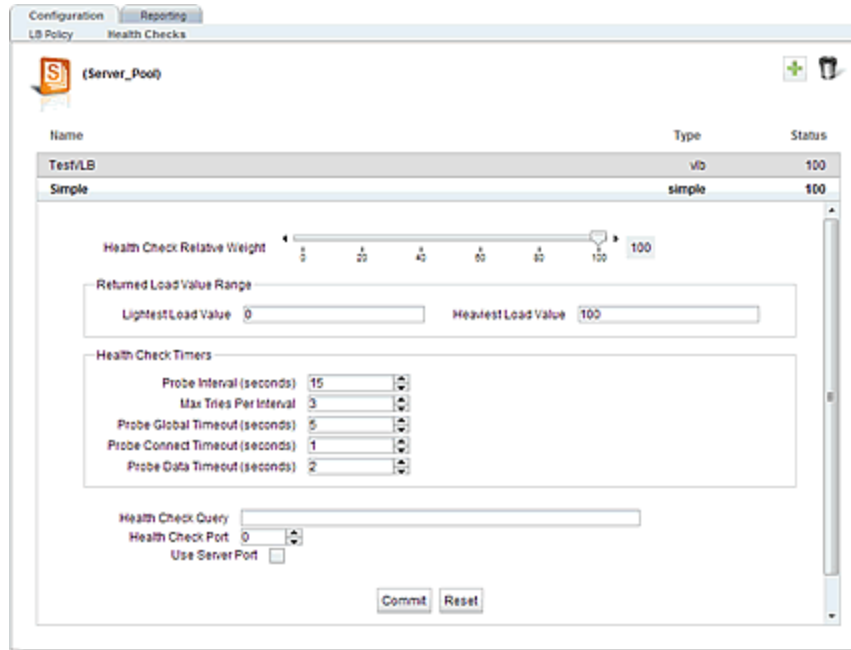 Configuration Reporting
LB Policy Health Checks
(Server_Pool)
Name Type Status
TestVLB vlb 100
Simple simple 100
Health Check Relative Weight 100
0 20 40 60 80 100
Returned Load Value Range
Lightest Load Value 0 Heaviest Load Value 100
Health Check Timers
Probe Interval (seconds) 15
Max Tries Per Interval 3
Probe Global Timeout (seconds) 5
Probe Connect Timeout (seconds) 1
Probe Data Timeout (seconds) 2
Health Check Query
Health Check Port 0
Use Server Port
Commit Reset